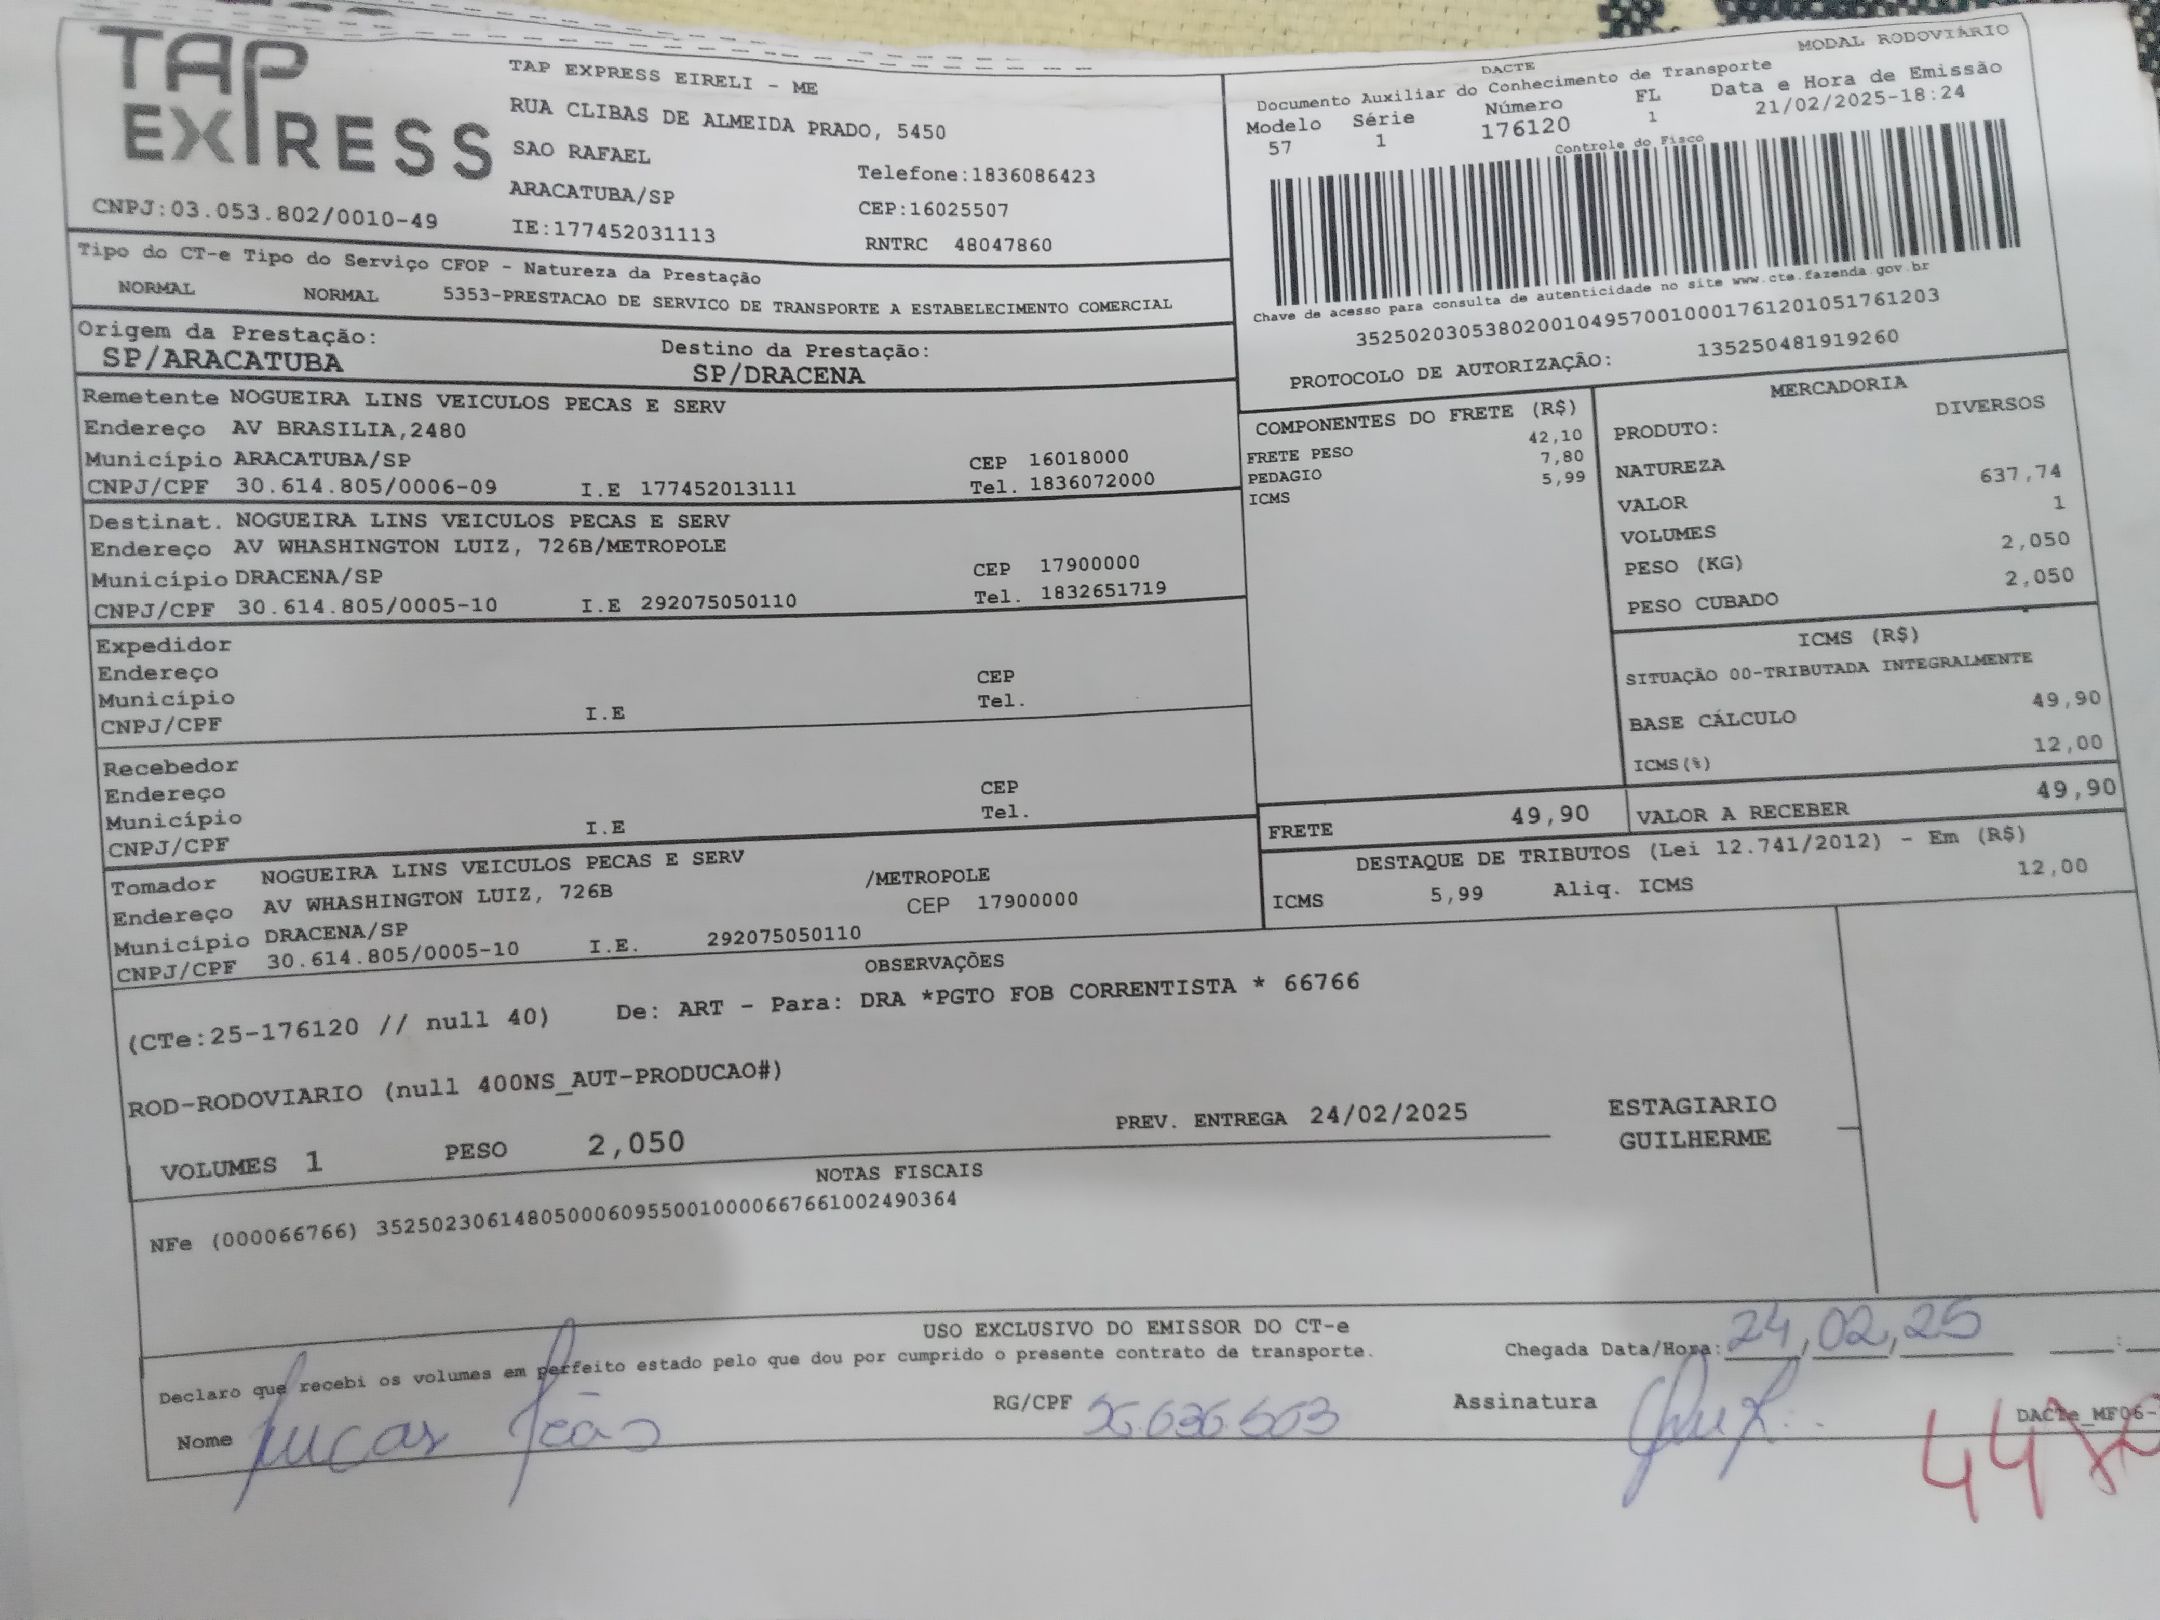 TAP
EXPRESS
CNPJ:03.053.802/0010-49
TAP EXPRESS EIRELI - ME
RUA CLIBAS DE ALMEIDA PRADO, 5450
SAO RAFAEL
ARACATUBA/SP
IE:177452031113
Telefone:1836086423
CEP:16025507
RNTRC 48047860
MODAL RODOVIÁRIO
DACTE
Documento Auxiliar do Conhecimento de Transporte
Modelo Série Número FL Data e Hora de Emissão
57 1 176120 1 21/02/2025-18:24
Controle do Fisco
Chave de acesso para consulta de autenticidade no site www.cte.fazenda.gov.br
35250203053802001049570010001761201051761203
PROTOCOLO DE AUTORIZAÇÃO: 135250481919260
Tipo do CT-e Tipo do Serviço CFOP - Natureza da Prestação
NORMAL NORMAL 5353-PRESTACAO DE SERVICO DE TRANSPORTE A ESTABELECIMENTO COMERCIAL
Origem da Prestação: Destino da Prestação:
SP/ARACATUBA SP/DRACENA
Remetente NOGUEIRA LINS VEICULOS PECAS E SERV
Endereço AV BRASILIA,2480
Município ARACATUBA/SP CEP 16018000
CNPJ/CPF 30.614.805/0006-09 I.E 177452013111 Tel. 1836072000
Destinat. NOGUEIRA LINS VEICULOS PECAS E SERV
Endereço AV WHASHINGTON LUIZ, 726B/METROPOLE
Município DRACENA/SP CEP 17900000
CNPJ/CPF 30.614.805/0005-10 I.E 292075050110 Tel. 1832651719
Expedidor
Endereço
Município CEP
CNPJ/CPF I.E Tel.
Recebedor
Endereço CEP
Município Tel.
CNPJ/CPF I.E
Tomador NOGUEIRA LINS VEICULOS PECAS E SERV
Endereço AV WHASHINGTON LUIZ, 726B /METROPOLE
Município DRACENA/SP CEP 17900000
CNPJ/CPF 30.614.805/0005-10 I.E. 292075050110
COMPONENTES DO FRETE (R$)
FRETE PESO 42,10
PEDAGIO 7,80
ICMS 5,99
MERCADORIA
PRODUTO: DIVERSOS
NATUREZA
VALOR 637,74
VOLUMES 1
PESO (KG) 2,050
PESO CUBADO 2,050
ICMS (R$)
SITUAÇÃO 00-TRIBUTADA INTEGRALMENTE
BASE CÁLCULO 49,90
ICMS(%) 12,00
FRETE 49,90 VALOR A RECEBER 49,90
DESTAQUE DE TRIBUTOS (Lei 12.741/2012) - Em (R$)
ICMS 5,99 Aliq. ICMS 12,00
OBSERVAÇÕES
(CTe:25-176120 // null 40) De: ART - Para: DRA *PGTO FOB CORRENTISTA * 66766
ROD-RODOVIARIO (null 400NS_AUT-PRODUCAO#)
VOLUMES 1 PESO 2,050 PREV. ENTREGA 24/02/2025
ESTAGIARIO
GUILHERME
NOTAS FISCAIS
NFe (000066766) 35250230614805000609550010000667661002490364
USO EXCLUSIVO DO EMISSOR DO CT-e
Declaro que recebi os volumes em perfeito estado pelo que dou por cumprido o presente contrato de transporte.
Chegada Data/Hora: 24,02,25 :
Nome Lucas João RG/CPF 56.636.503 Assinatura
DACTe_MF06-